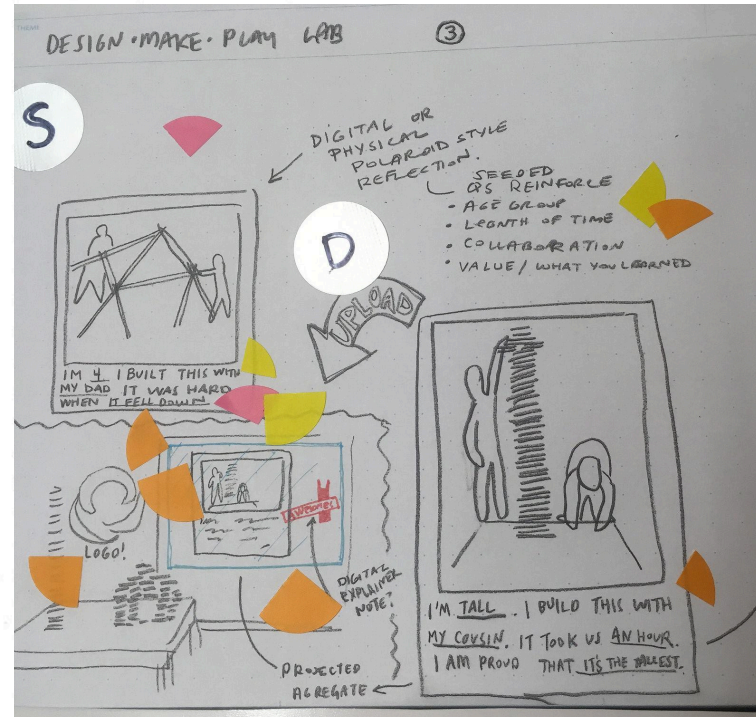 DESIGN • MAKE • PLAY LAB
3
S
DIGITAL OR
PHYSICAL
POLAROID STYLE
REFLECTION.
SEEDED
QS REINFORCE
• AGE GROUP
• LEGNTH OF TIME
• COLLABORATION
• VALUE / WHAT YOU LEARNED
D
UPLOAD
IM 4 I BUILT THIS WITH
MY DAD IT WAS HARD
WHEN IT FELL DOWN.
AWESOME!
LOGO!
DIGITAL
EXPLAINER
NOTE?
PROJECTED
AGREGATE
I'M TALL. I BUILD THIS WITH
MY COUSIN. IT TOOK US AN HOUR.
I AM PROUD THAT IT'S THE TALLEST.